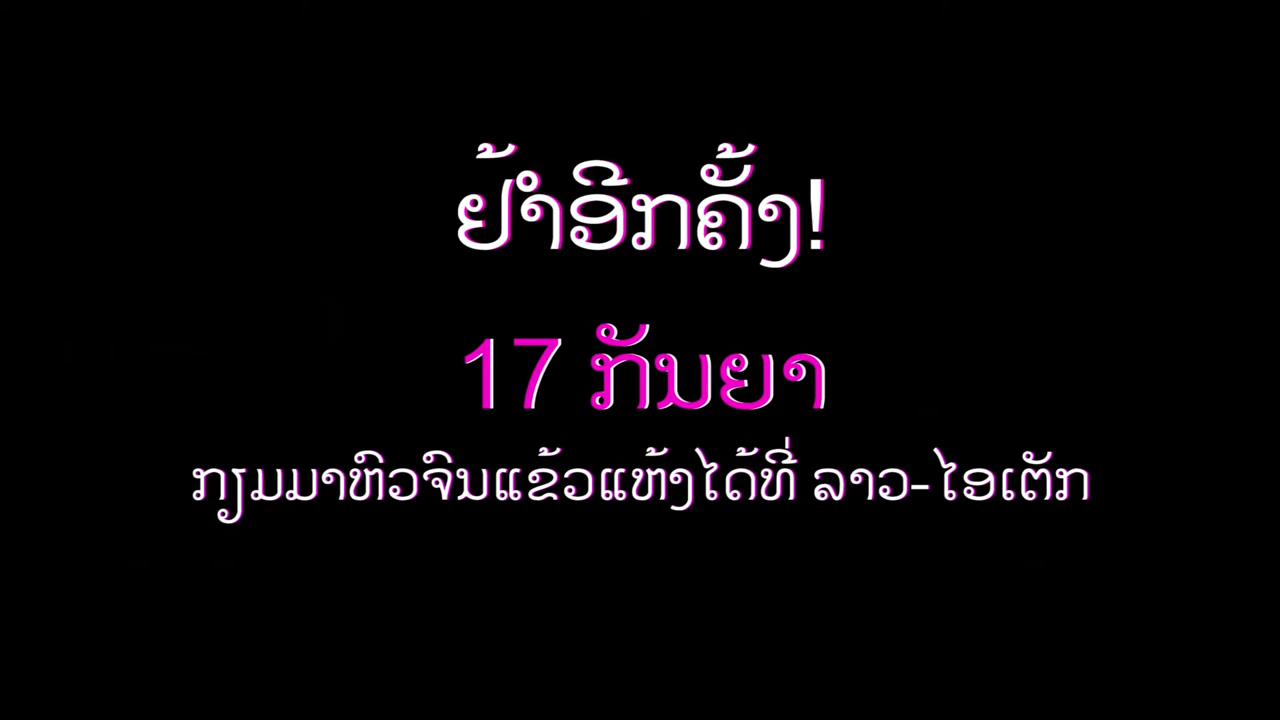 ຢ້ຳອີກຄັ້ງ!
17 ກັນຍາ
ກຽມມາຫົວຈົນແຂ້ວແຫ້ງໄດ້ທີ່ ລາວ-ໄອເຕັກ